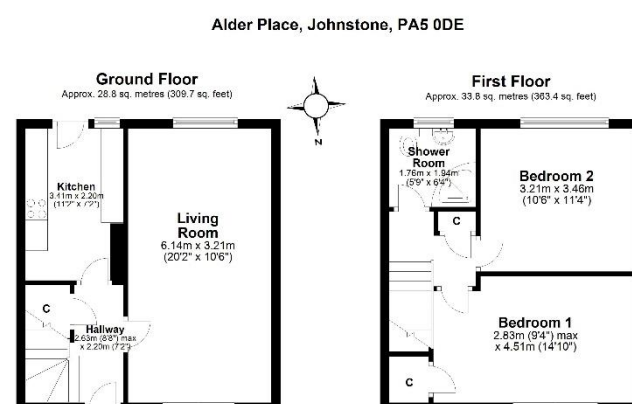 Alder Place, Johnstone, PA5 0DE
Ground Floor
Approx. 28.8 sq. metres (309.7 sq. feet)
Kitchen
3.41m x 2.20m
(11'2" x 7'2")
Living
Room
6.14m x 3.21m
(20'2" x 10'6")
C
Hallway
2.63m (8'8") max
x 2.20m (7'2")
N
First Floor
Approx. 33.8 sq. metres (363.4 sq. feet)
Shower
Room
1.76m x 1.94m
(5'9" x 6'4")
Bedroom 2
3.21m x 3.46m
(10'6" x 11'4")
C
Bedroom 1
2.83m (9'4") max
x 4.51m (14'10")
C